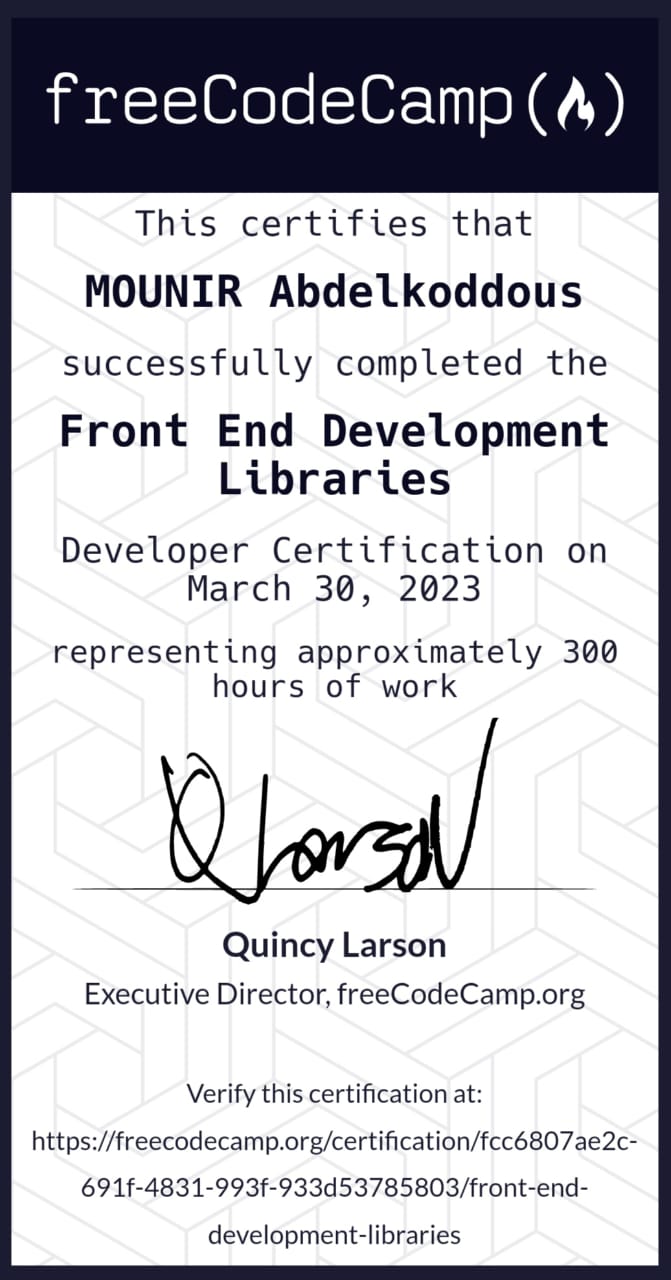 freeCodeCamp
This certifies that
MOUNIR Abdelkoddous
successfully completed the
Front End Development
Libraries
Developer Certification on
March 30, 2023
representing approximately 300
hours of work
Q Larson
Quincy Larson
Executive Director, freeCodeCamp.org
Verify this certification at:
https://freecodecamp.org/certification/fcc6807ae2c-
691f-4831-993f-933d53785803/front-end-
development-libraries